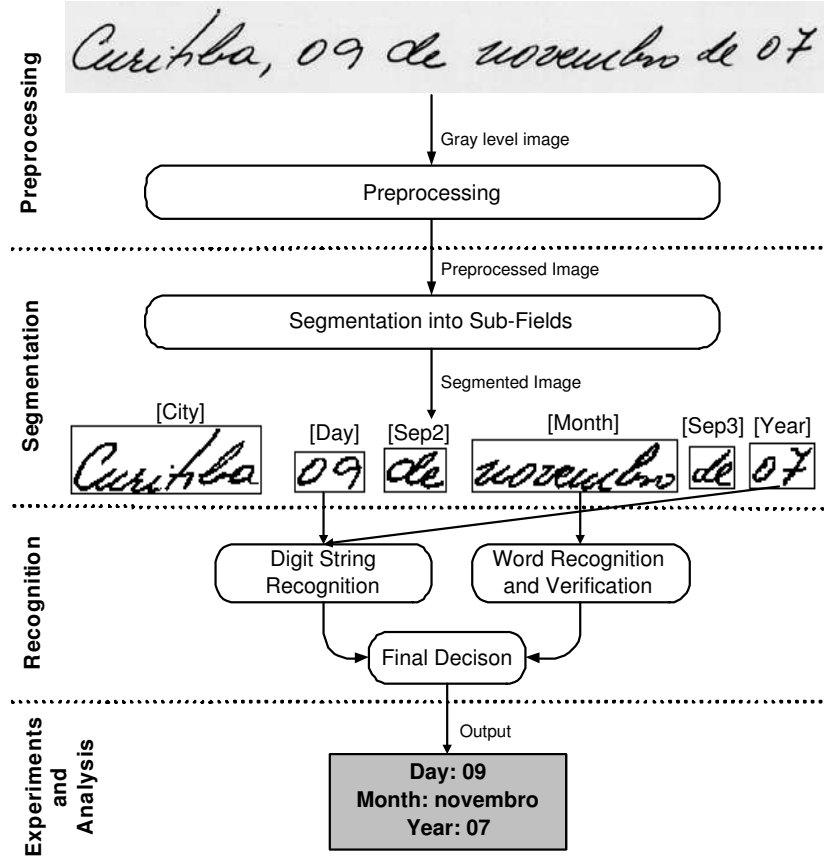 Curitiba, 09 de novembro de 07
Preprocessing
Gray level image
Preprocessing
Preprocessed Image
Segmentation
Segmentation into Sub-Fields
Segmented Image
[City] [Day] [Sep2] [Month] [Sep3] [Year]
Curitiba 09 de novembro de 07
Recognition
Digit String
Recognition
Word Recognition
and Verification
Final Decison
Experiments
and
Analysis
Output
Day: 09
Month: novembro
Year: 07